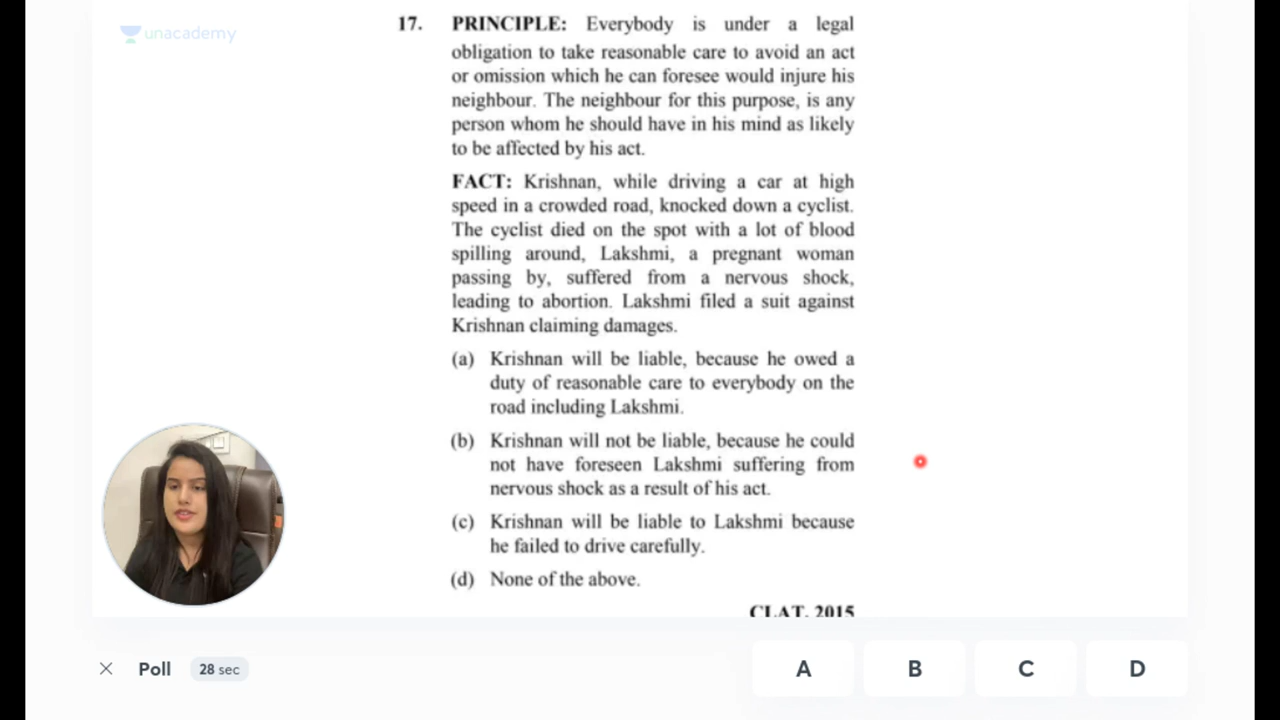 unacademy
17. PRINCIPLE: Everybody is under a legal
obligation to take reasonable care to avoid an act
or omission which he can foresee would injure his
neighbour. The neighbour for this purpose, is any
person whom he should have in his mind as likely
to be affected by his act.
FACT: Krishnan, while driving a car at high
speed in a crowded road, knocked down a cyclist.
The cyclist died on the spot with a lot of blood
spilling around, Lakshmi, a pregnant woman
passing by, suffered from a nervous shock,
leading to abortion. Lakshmi filed a suit against
Krishnan claiming damages.
(a) Krishnan will be liable, because he owed a
duty of reasonable care to everybody on the
road including Lakshmi.
(b) Krishnan will not be liable, because he could
not have foreseen Lakshmi suffering from
nervous shock as a result of his act.
(c) Krishnan will be liable to Lakshmi because
he failed to drive carefully.
(d) None of the above.
CLAT, 2015
Poll 28 sec A B C D